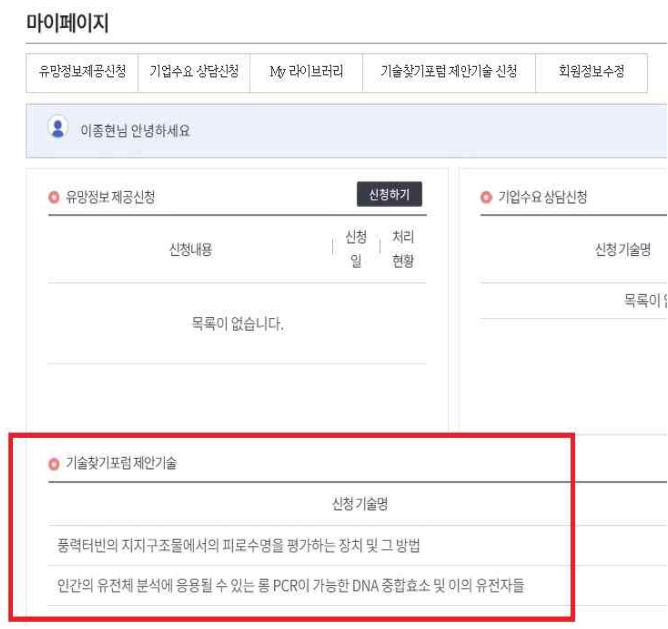 마이페이지
유망정보제공신청 기업수요 상담신청 My 라이브러리 기술찾기포럼 제안기술 신청 회원정보수정
이종현님 안녕하세요
유망정보 제공신청 신청하기
신청내용 신청일 처리현황
목록이 없습니다.
기업수요 상담신청
신청 기술명
목록이
기술찾기포럼 제안기술
신청 기술명
풍력터빈의 지지구조물에서의 피로수명을 평가하는 장치 및 그 방법
인간의 유전체 분석에 응용될 수 있는 롱 PCR이 가능한 DNA 중합효소 및 이의 유전자들